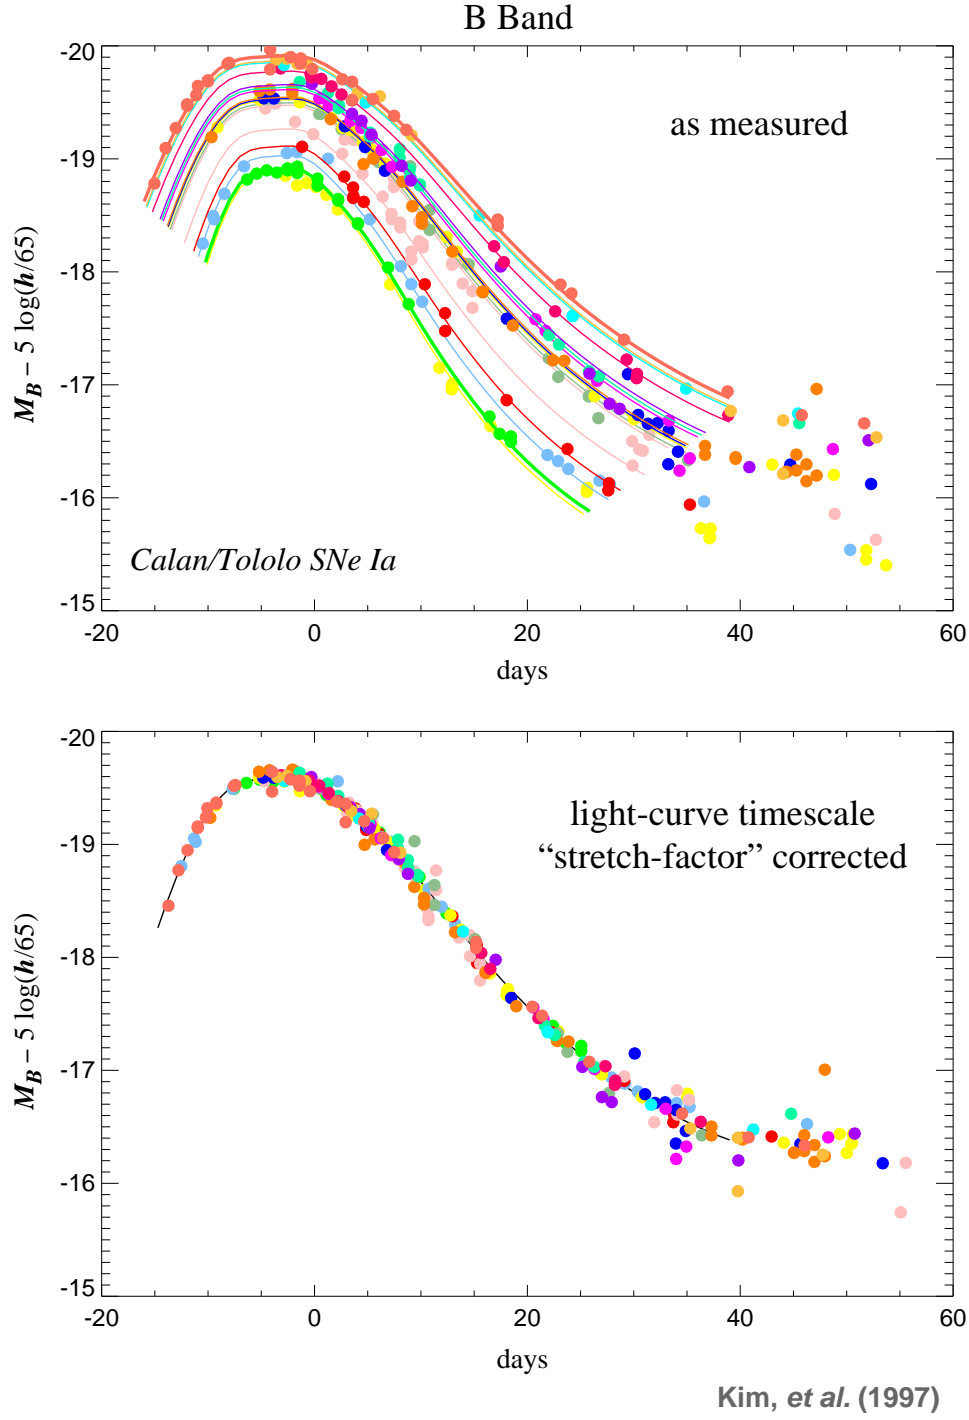 B Band
-20
-19
-18
-17
-16
-15
M_B − 5 log(h/65)
as measured
Calan/Tololo SNe Ia
-20 0 20 40 60
days
-20
-19
-18
-17
-16
-15
M_B − 5 log(h/65)
light-curve timescale
“stretch-factor” corrected
-20 0 20 40 60
days
Kim, et al. (1997)